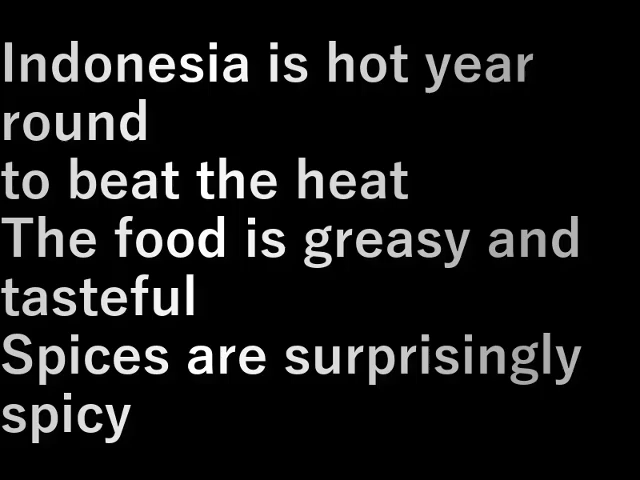 Indonesia is hot year
round
to beat the heat
The food is greasy and
tasteful
Spices are surprisingly
spicy